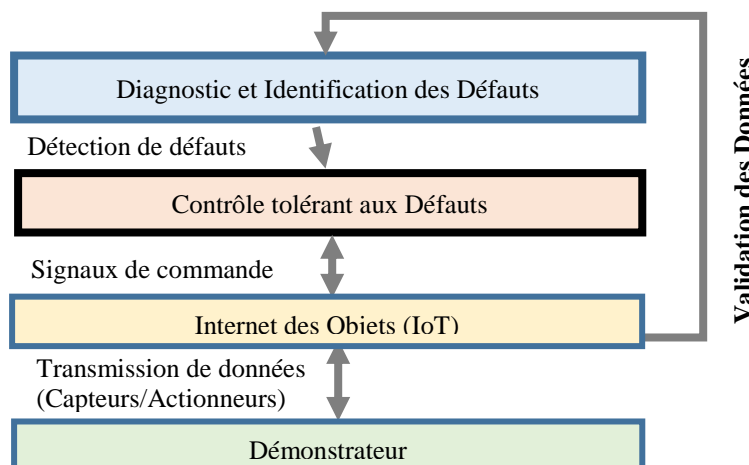 Diagnostic et Identification des Défauts
Détection de défauts
Contrôle tolérant aux Défauts
Signaux de commande
Internet des Objets (IoT)
Transmission de données
(Capteurs/Actionneurs)
Démonstrateur
Validation des Données